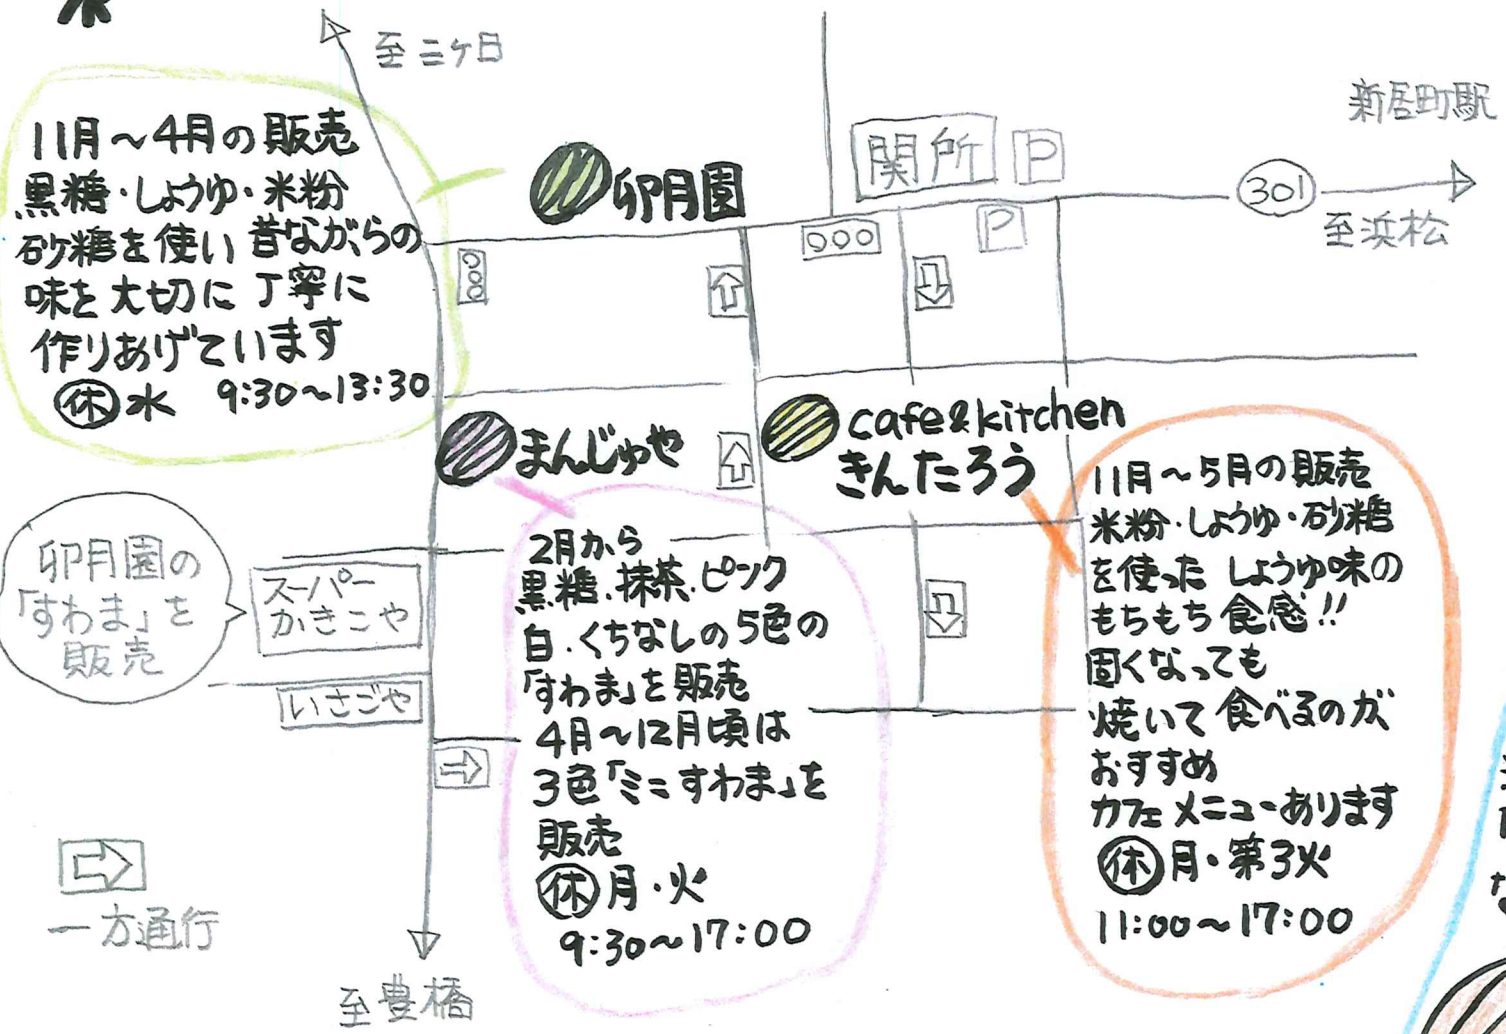 至三ケ日
新居町駅
11月〜4月の販売
黒糖・しょうゆ・米粉
砂糖を使い昔ながらの
味を大切に丁寧に
作りあげています
㊡水 9:30〜13:30
卯月園
関所 P
301
至浜松
P
まんじゅや
cafe&kitchen
きんたろう
卯月園の
「すわま」を
販売
スーパー
かきこや
いさごや
2月から
黒糖・抹茶・ピンク
白・くちなしの5色の
「すわま」を販売
4月〜12月頃は
3色「ミニすわま」を
販売
㊡月・火
9:30〜17:00
11月〜5月の販売
米粉・しょうゆ・砂糖
を使ったしょうゆ味の
もちもち食感!!
固くなっても
焼いて食べるのが
おすすめ
カフェメニューあります
㊡月・第3火
11:00〜17:00
一方通行
至豊橋